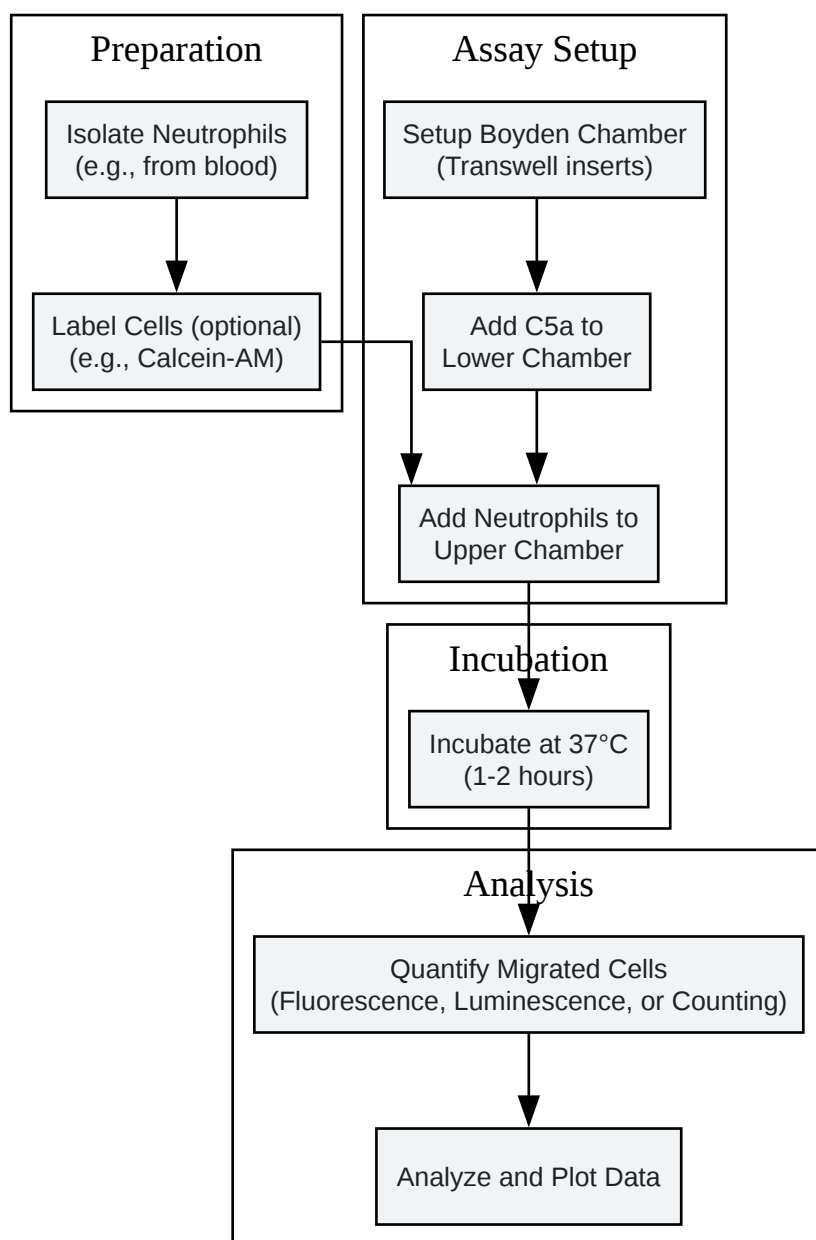 Preparation
Isolate Neutrophils
(e.g., from blood)
Label Cells (optional)
(e.g., Calcein-AM)
Assay Setup
Setup Boyden Chamber
(Transwell inserts)
Add C5a to
Lower Chamber
Add Neutrophils to
Upper Chamber
Incubation
Incubate at 37°C
(1-2 hours)
Analysis
Quantify Migrated Cells
(Fluorescence, Luminescence, or Counting)
Analyze and Plot Data